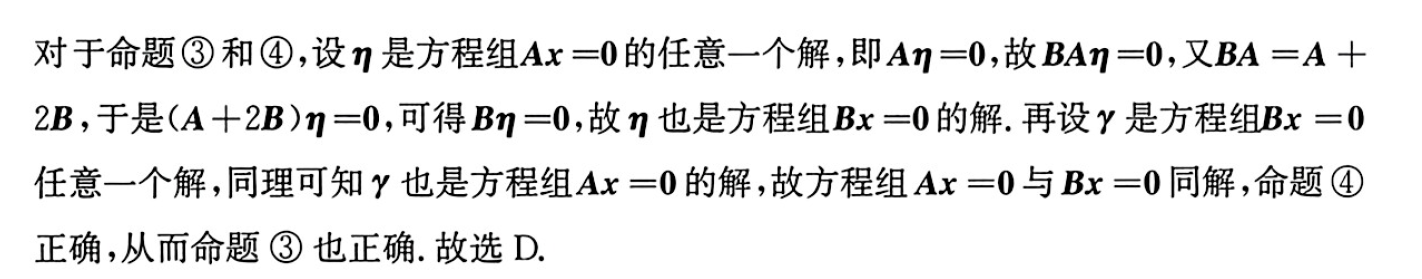 对于命题③和④,设η是方程组Ax=0的任意一个解,即Aη=0,故BAη=0,又BA=A+
2B,于是(A+2B)η=0,可得Bη=0,故η也是方程组Bx=0的解.再设γ是方程组Bx=0
任意一个解,同理可知γ也是方程组Ax=0的解,故方程组Ax=0与Bx=0同解,命题④
正确,从而命题③也正确.故选D.